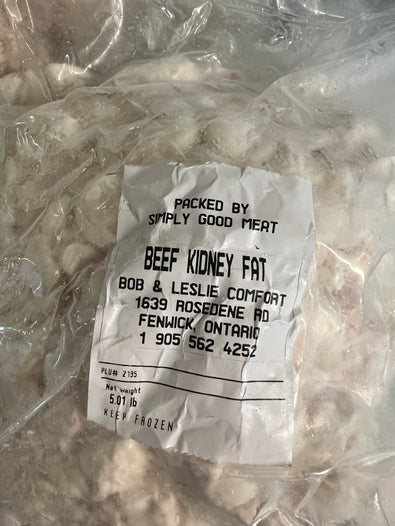 PACKED BY
SIMPLY GOOD MEAT
BEEF KIDNEY FAT
BOB & LESLIE COMFORT
1639 ROSEDENE RD
FENWICK, ONTARIO
1 905 562 4252
PLU# 2195
Net weight
5.01 lb
KEEP FROZEN